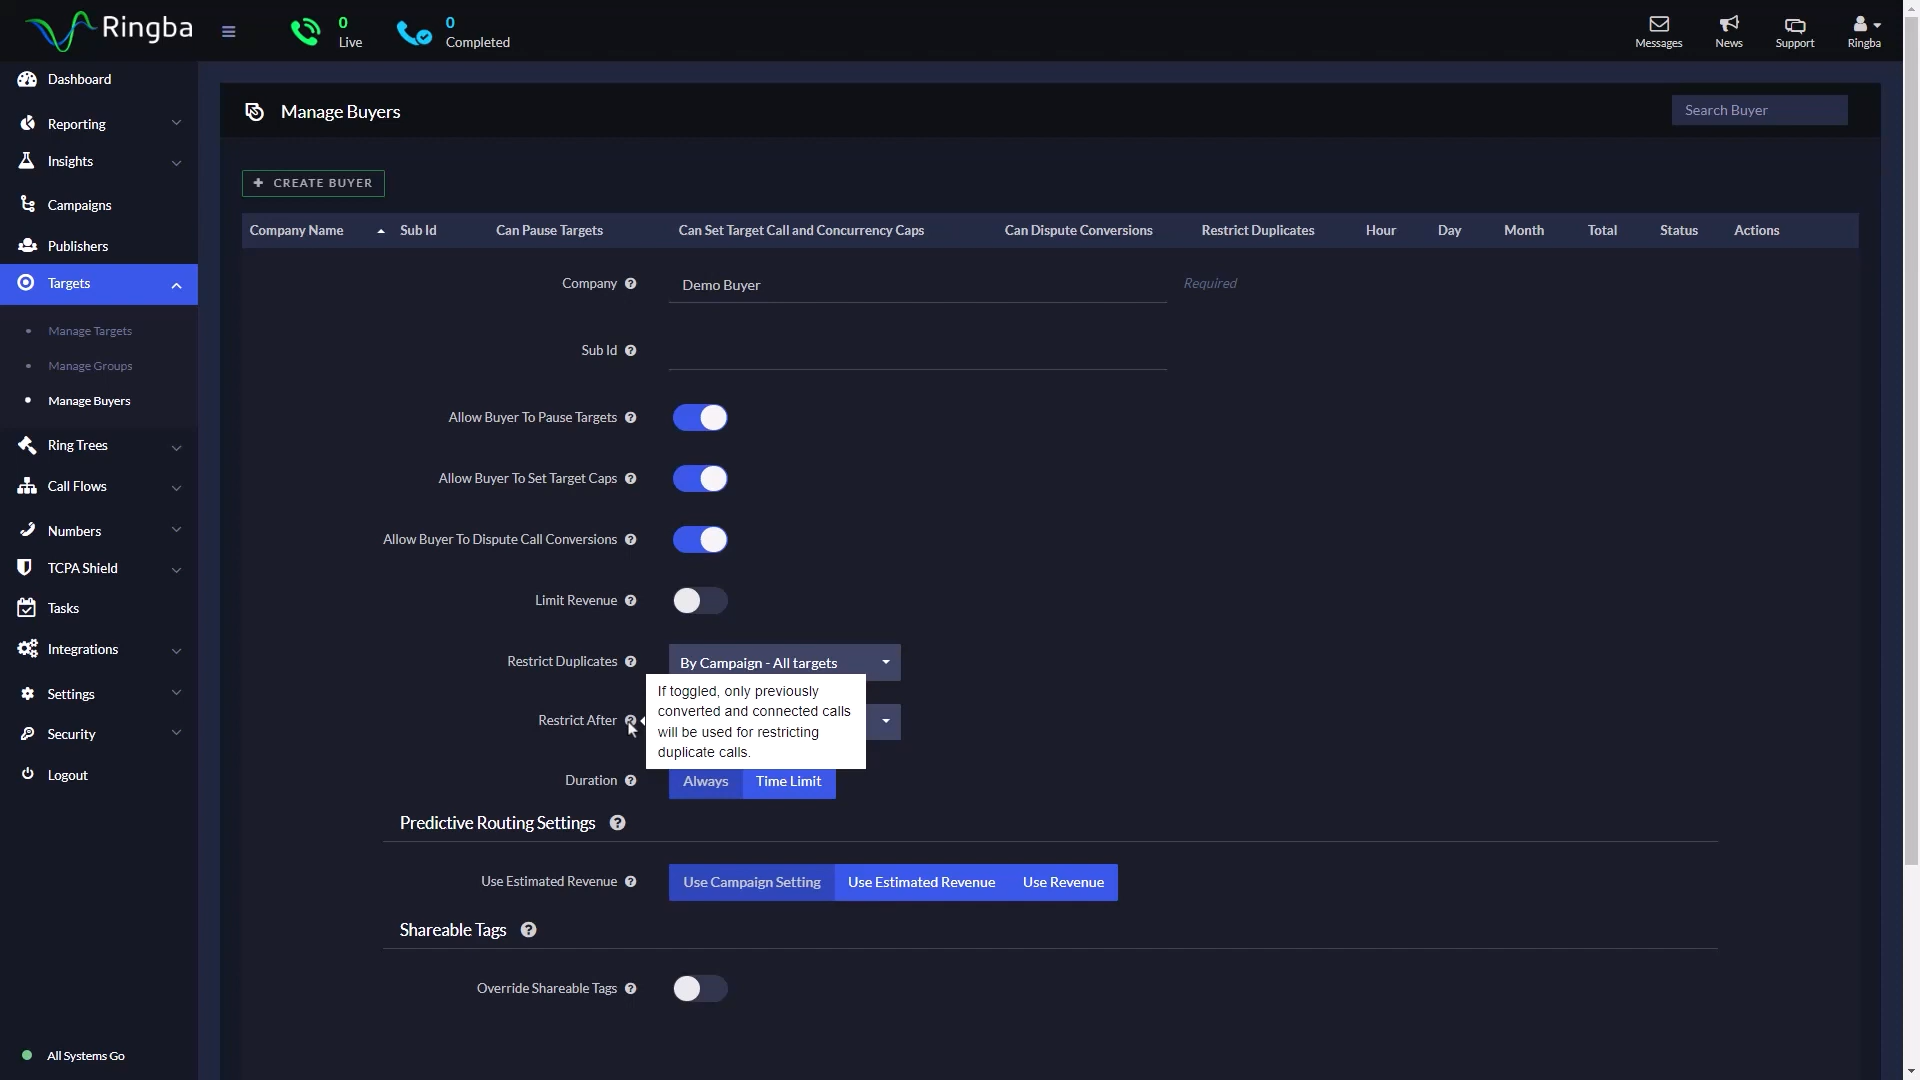 Ringba
0
Live
0
Completed
Messages
News
Support
Ringba
Dashboard
Reporting
Insights
Campaigns
Publishers
Targets
Manage Targets
Manage Groups
Manage Buyers
Ring Trees
Call Flows
Numbers
TCPA Shield
Tasks
Integrations
Settings
Security
Logout
All Systems Go
Manage Buyers
Search Buyer
+ CREATE BUYER
Company Name Sub Id Can Pause Targets Can Set Target Call and Concurrency Caps Can Dispute Conversions Restrict Duplicates Hour Day Month Total Status Actions
Company ? Demo Buyer Required
Sub Id ?
Allow Buyer To Pause Targets ?
Allow Buyer To Set Target Caps ?
Allow Buyer To Dispute Call Conversions ?
Limit Revenue ?
Restrict Duplicates ? By Campaign - All targets
Restrict After ?
If toggled, only previously
converted and connected calls
will be used for restricting
duplicate calls.
Duration ? Always Time Limit
Predictive Routing Settings ?
Use Estimated Revenue ? Use Campaign Setting Use Estimated Revenue Use Revenue
Shareable Tags ?
Override Shareable Tags ?